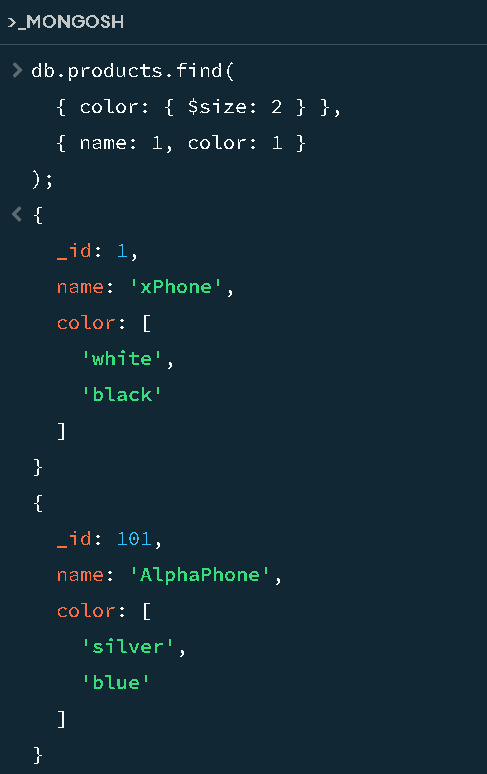 >_MONGOSH
> db.products.find(
{ color: { $size: 2 } },
{ name: 1, color: 1 }
);
< {
_id: 1,
name: 'xPhone',
color: [
'white',
'black'
]
}
{
_id: 101,
name: 'AlphaPhone',
color: [
'silver',
'blue'
]
}